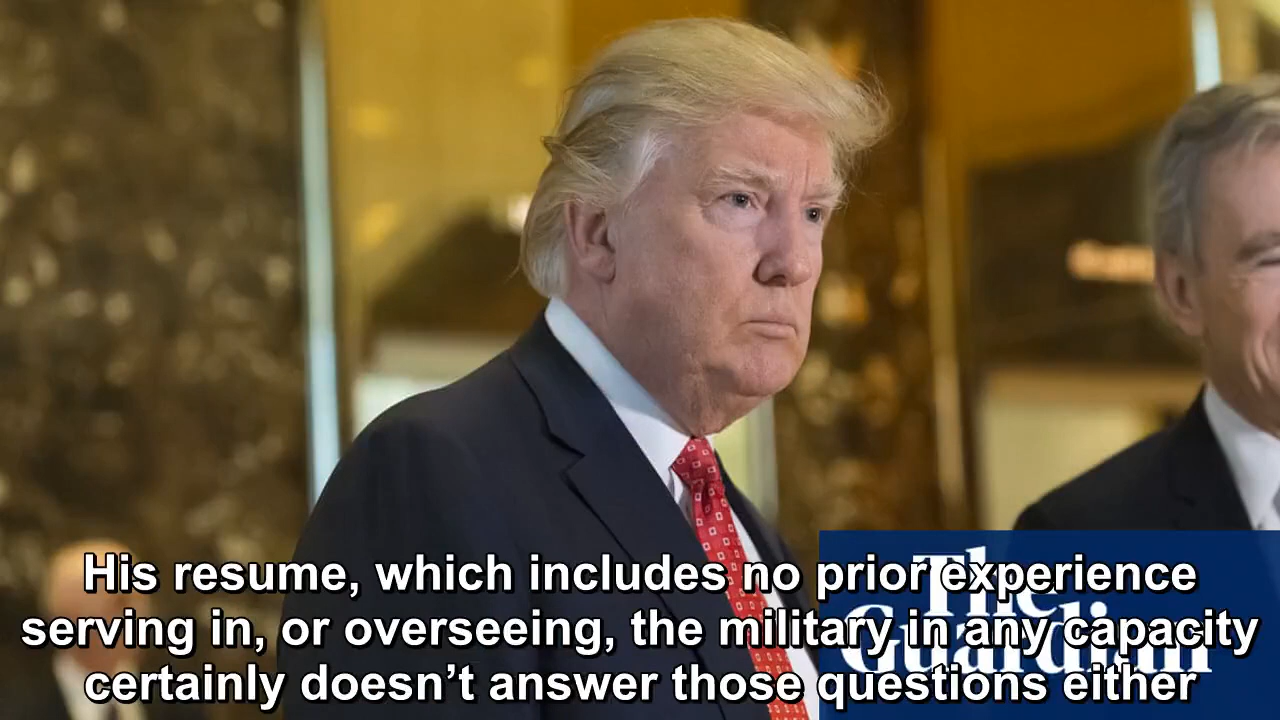 His resume, which includes no prior experience
serving in, or overseeing, the military in any capacity
certainly doesn’t answer those questions either
The
Guardian